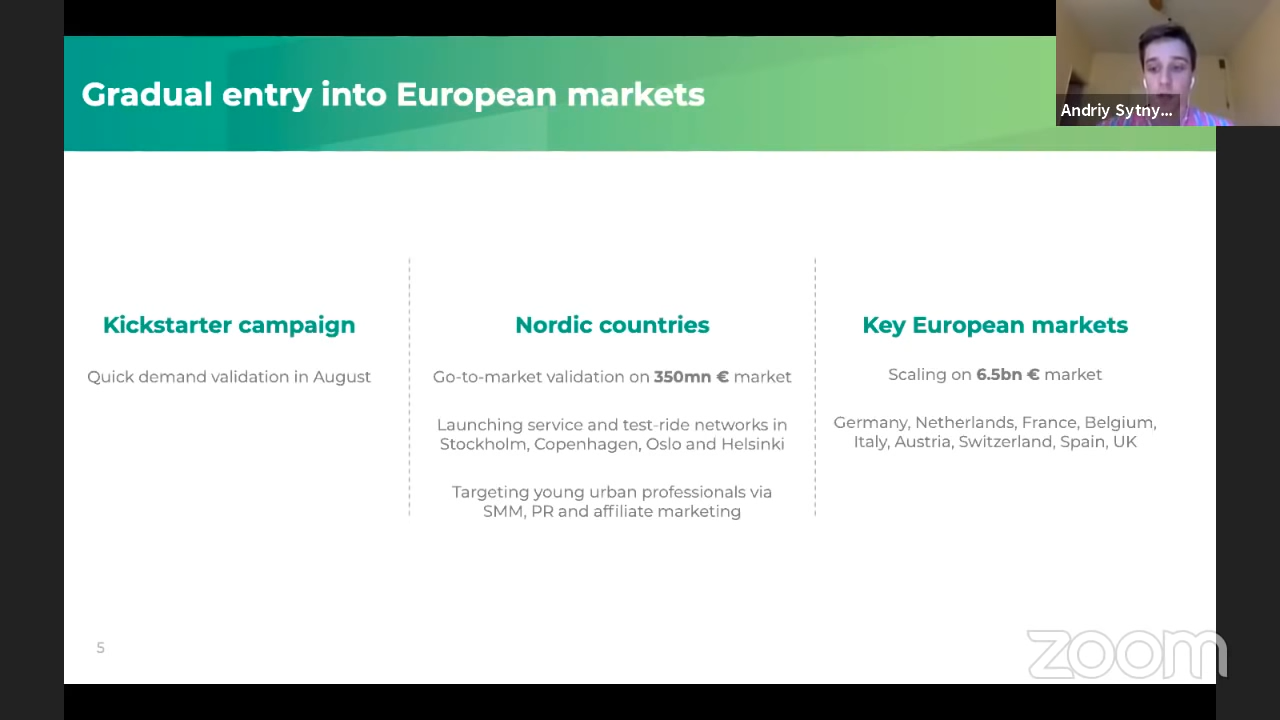 Gradual entry into European markets
Andriy Sytny...
Kickstarter campaign
Quick demand validation in August
Nordic countries
Go-to-market validation on 350mn € market
Launching service and test-ride networks in
Stockholm, Copenhagen, Oslo and Helsinki
Targeting young urban professionals via
SMM, PR and affiliate marketing
Key European markets
Scaling on 6.5bn € market
Germany, Netherlands, France, Belgium,
Italy, Austria, Switzerland, Spain, UK
5
zoom